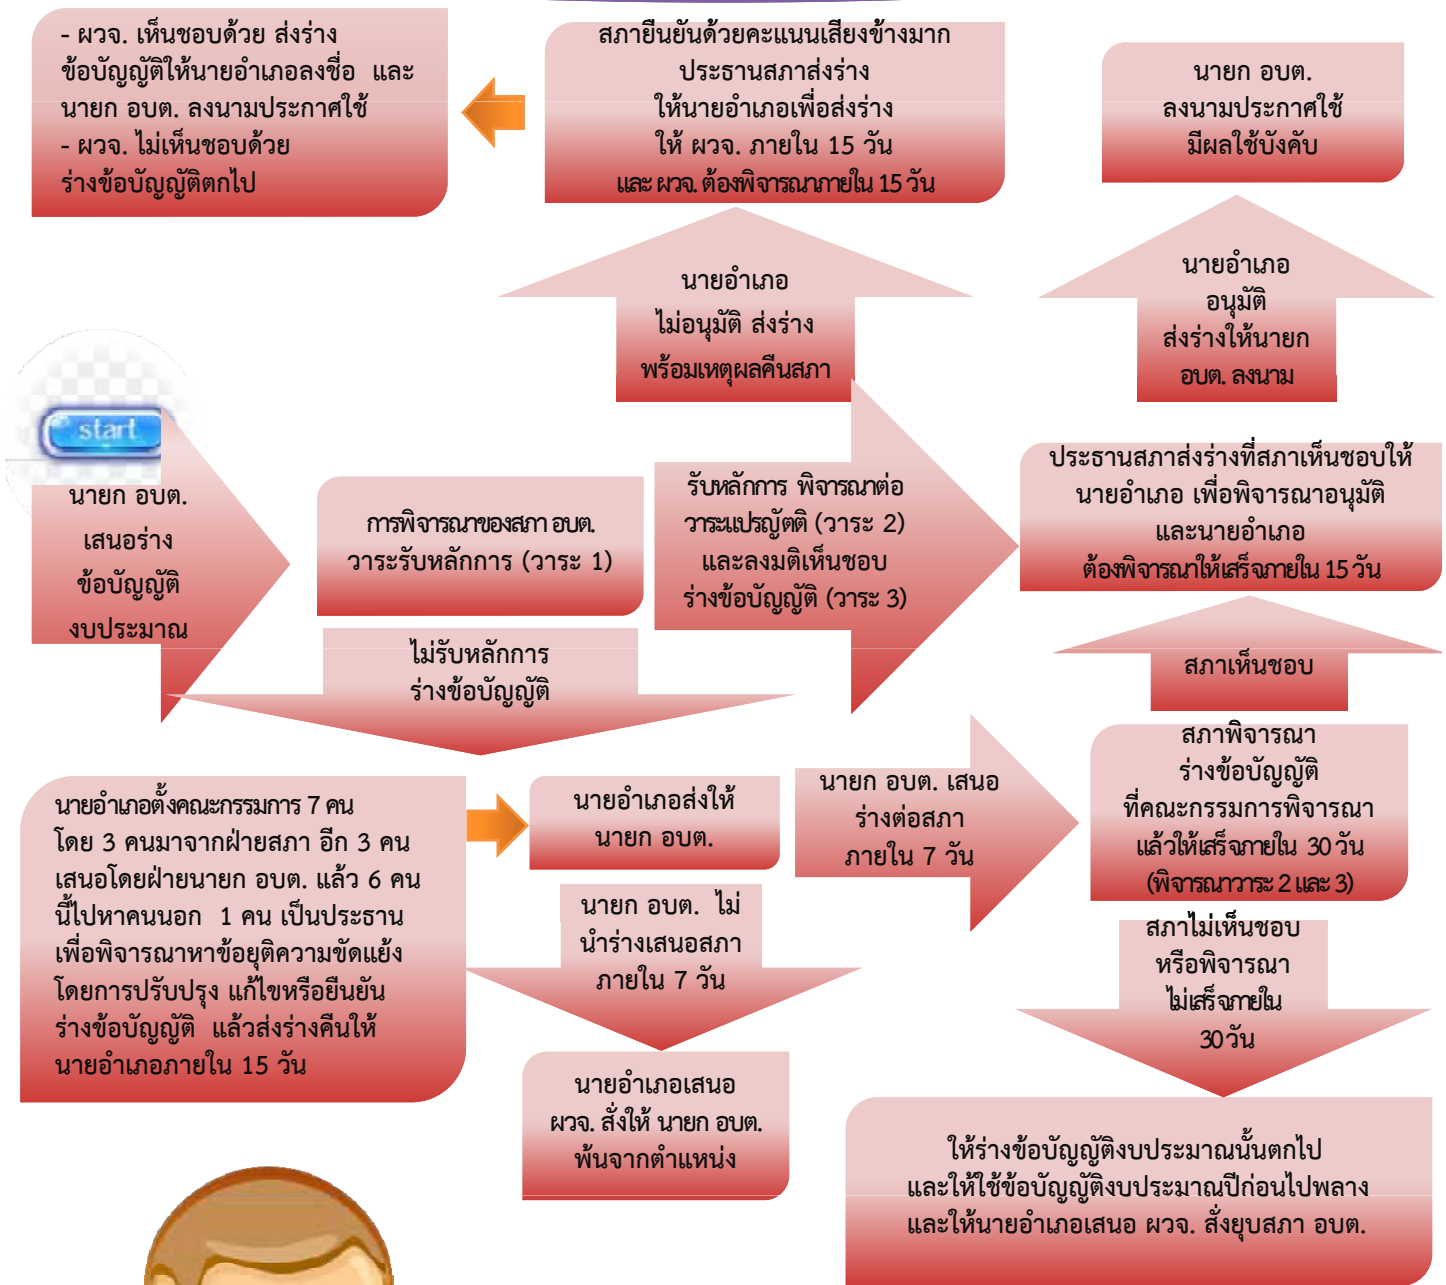 - ผวจ. เห็นชอบด้วย ส่งร่าง
ข้อบัญญัติให้นายอำเภอลงชื่อ และ
นายก อบต. ลงนามประกาศใช้
- ผวจ. ไม่เห็นชอบด้วย
ร่างข้อบัญญัติตกไป
สภายืนยันด้วยคะแนนเสียงข้างมาก
ประธานสภาส่งร่าง
ให้นายอำเภอเพื่อส่งร่าง
ให้ ผวจ. ภายใน 15 วัน
และ ผวจ. ต้องพิจารณาภายใน 15 วัน
นายก อบต.
ลงนามประกาศใช้
มีผลใช้บังคับ
นายอำเภอ
ไม่อนุมัติ ส่งร่าง
พร้อมเหตุผลคืนสภา
นายอำเภอ
อนุมัติ
ส่งร่างให้นายก
อบต. ลงนาม
start
นายก อบต.
เสนอร่าง
ข้อบัญญัติ
งบประมาณ
การพิจารณาของสภา อบต.
วาระรับหลักการ (วาระ 1)
รับหลักการ พิจารณาต่อ
วาระแปรญัตติ (วาระ 2)
และลงมติเห็นชอบ
ร่างข้อบัญญัติ (วาระ 3)
ประธานสภาส่งร่างที่สภาเห็นชอบให้
นายอำเภอ เพื่อพิจารณาอนุมัติ
และนายอำเภอ
ต้องพิจารณาให้เสร็จภายใน 15 วัน
ไม่รับหลักการ
ร่างข้อบัญญัติ
สภาเห็นชอบ
นายอำเภอตั้งคณะกรรมการ 7 คน
โดย 3 คนมาจากฝ่ายสภา อีก 3 คน
เสนอโดยฝ่ายนายก อบต. แล้ว 6 คน
นี้ไปหาคนนอก 1 คน เป็นประธาน
เพื่อพิจารณาหาข้อยุติความขัดแย้ง
โดยการปรับปรุง แก้ไขหรือยืนยัน
ร่างข้อบัญญัติ แล้วส่งร่างคืนให้
นายอำเภอภายใน 15 วัน
นายอำเภอส่งให้
นายก อบต.
นายก อบต. เสนอ
ร่างต่อสภา
ภายใน 7 วัน
สภาพิจารณา
ร่างข้อบัญญัติ
ที่คณะกรรมการพิจารณา
แล้วให้เสร็จภายใน 30 วัน
(พิจารณาวาระ 2 และ 3)
นายก อบต. ไม่
นำร่างเสนอสภา
ภายใน 7 วัน
สภาไม่เห็นชอบ
หรือพิจารณา
ไม่เสร็จภายใน
30 วัน
นายอำเภอเสนอ
ผวจ. สั่งให้ นายก อบต.
พ้นจากตำแหน่ง
ให้ร่างข้อบัญญัติงบประมาณนั้นตกไป
และให้ใช้ข้อบัญญัติงบประมาณปีก่อนไปพลาง
และให้นายอำเภอเสนอ ผวจ. สั่งยุบสภา อบต.